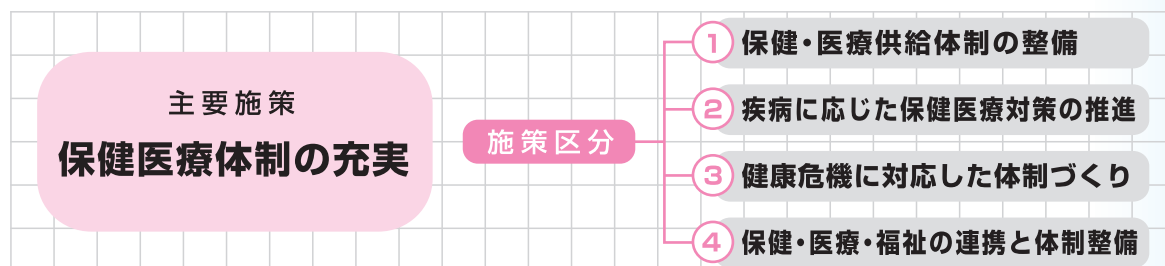 主要施策
保健医療体制の充実
施策区分
1 保健・医療供給体制の整備
2 疾病に応じた保健医療対策の推進
3 健康危機に対応した体制づくり
4 保健・医療・福祉の連携と体制整備